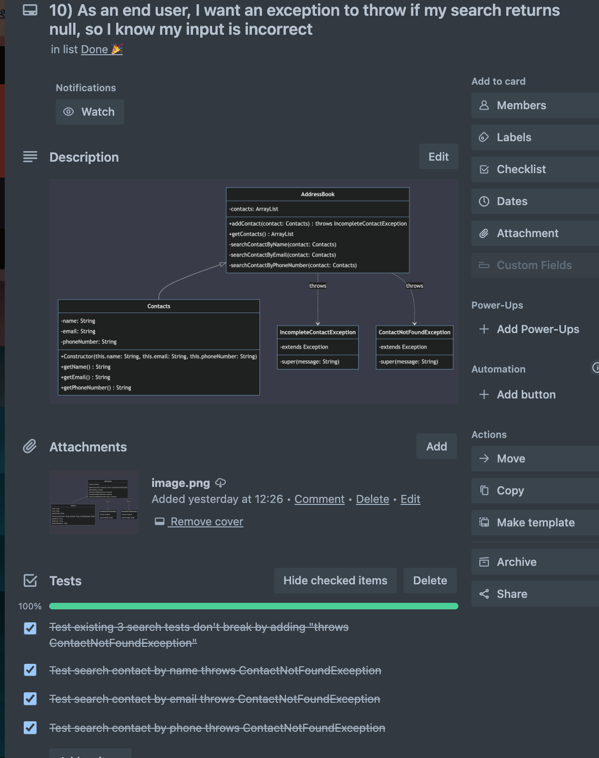 10) As an end user, I want an exception to throw if my search returns
null, so I know my input is incorrect
in list Done 🎉
Notifications
Watch
Add to card
Members
Labels
Checklist
Dates
Attachment
Custom Fields
Power-Ups
Add Power-Ups
Automation
Add button
Actions
Move
Copy
Make template
Archive
Share
Description
Edit
AddressBook
-contacts: ArrayList
+addContact(contact: Contacts) : throws IncompleteContactException
+getContacts() : ArrayList
-searchContactByName(contact: Contacts)
-searchContactByEmail(contact: Contacts)
-searchContactByPhoneNumber(contact: Contacts)
throws
throws
Contacts
-name: String
-email: String
-phoneNumber: String
+Constructor(this.name: String, this.email: String, this.phoneNumber: String)
+getName() : String
+getEmail() : String
+getPhoneNumber() : String
IncompleteContactException
-extends Exception
-super(message: String)
ContactNotFoundException
-extends Exception
-super(message: String)
Attachments
Add
image.png
Added yesterday at 12:26 • Comment • Delete • Edit
Remove cover
Tests
Hide checked items
Delete
100%
Test existing 3 search tests don't break by adding "throws
ContactNotFoundException"
Test search contact by name throws ContactNotFoundException
Test search contact by email throws ContactNotFoundException
Test search contact by phone throws ContactNotFoundException